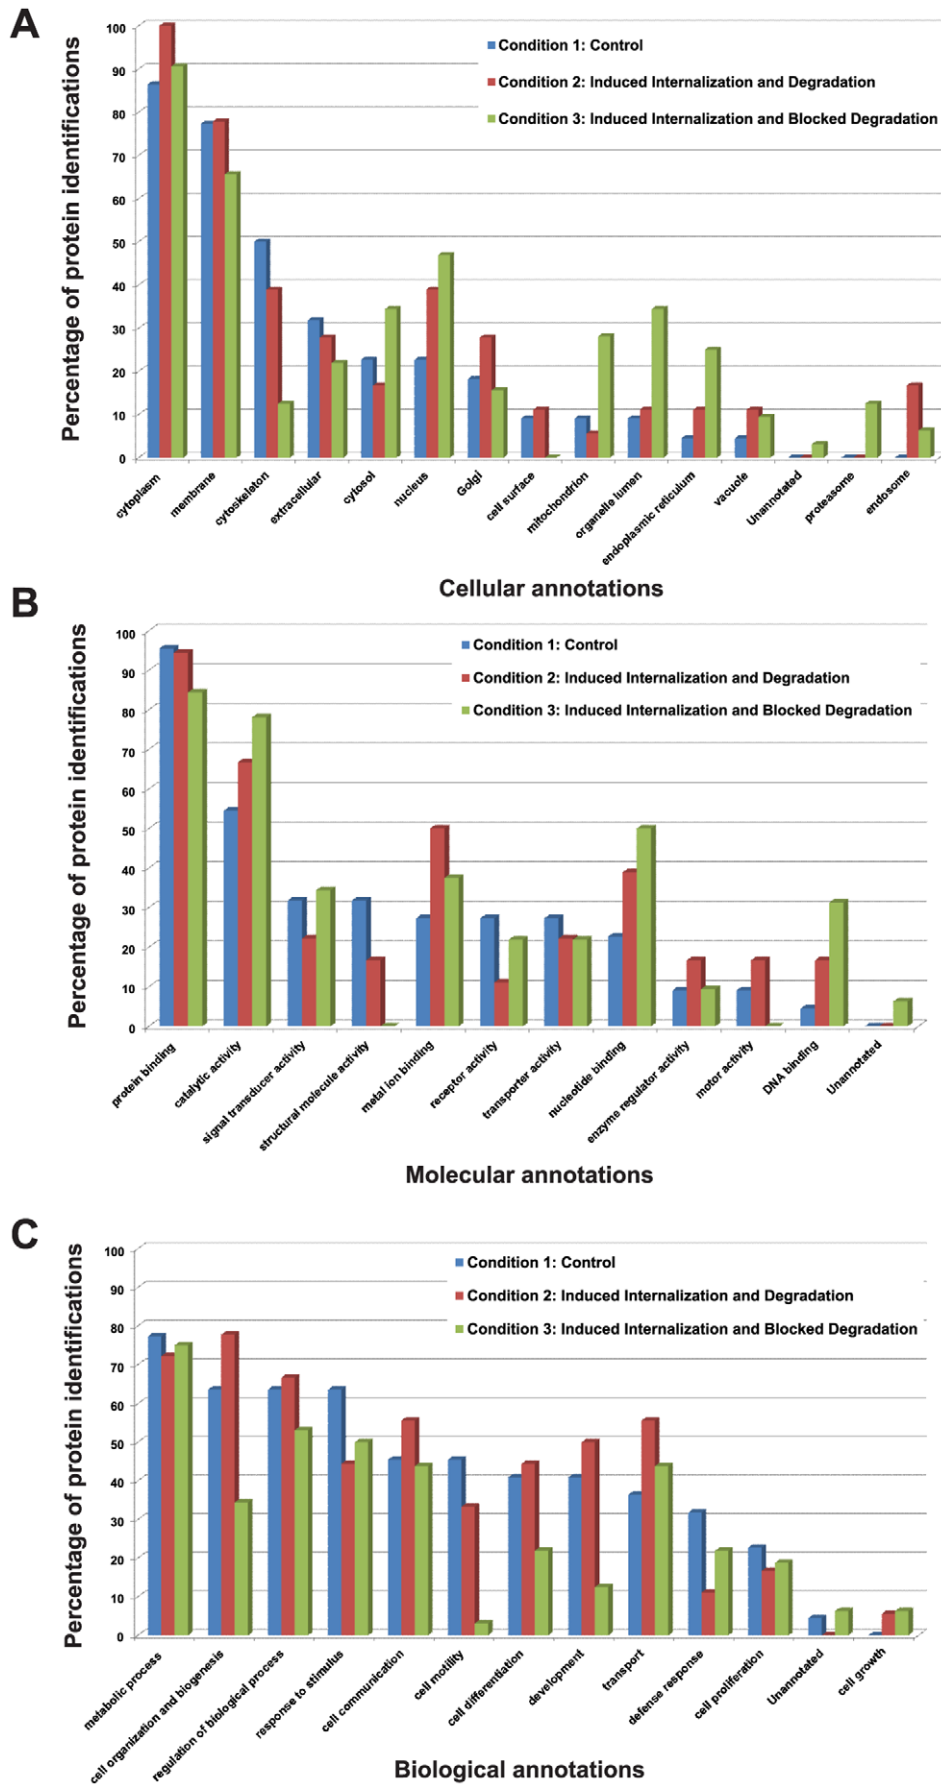 A
Percentage of protein identifications
100
90
80
70
60
50
40
30
20
10
0
Condition 1: Control
Condition 2: Induced Internalization and Degradation
Condition 3: Induced Internalization and Blocked Degradation
cytoplasm
membrane
cytoskeleton
extracellular
cytosol
nucleus
Golgi
cell surface
mitochondrion
organelle lumen
endoplasmic reticulum
vacuole
Unannotated
proteasome
endosome
Cellular annotations
B
Percentage of protein identifications
100
90
80
70
60
50
40
30
20
10
0
Condition 1: Control
Condition 2: Induced Internalization and Degradation
Condition 3: Induced Internalization and Blocked Degradation
protein binding
catalytic activity
signal transducer activity
structural molecule activity
metal ion binding
receptor activity
transporter activity
nucleotide binding
enzyme regulator activity
motor activity
DNA binding
Unannotated
Molecular annotations
C
Percentage of protein identifications
100
90
80
70
60
50
40
30
20
10
0
Condition 1: Control
Condition 2: Induced Internalization and Degradation
Condition 3: Induced Internalization and Blocked Degradation
metabolic process
cell organization and biogenesis
regulation of biological process
response to stimulus
cell communication
cell motility
cell differentiation
development
transport
defense response
cell proliferation
Unannotated
cell growth
Biological annotations